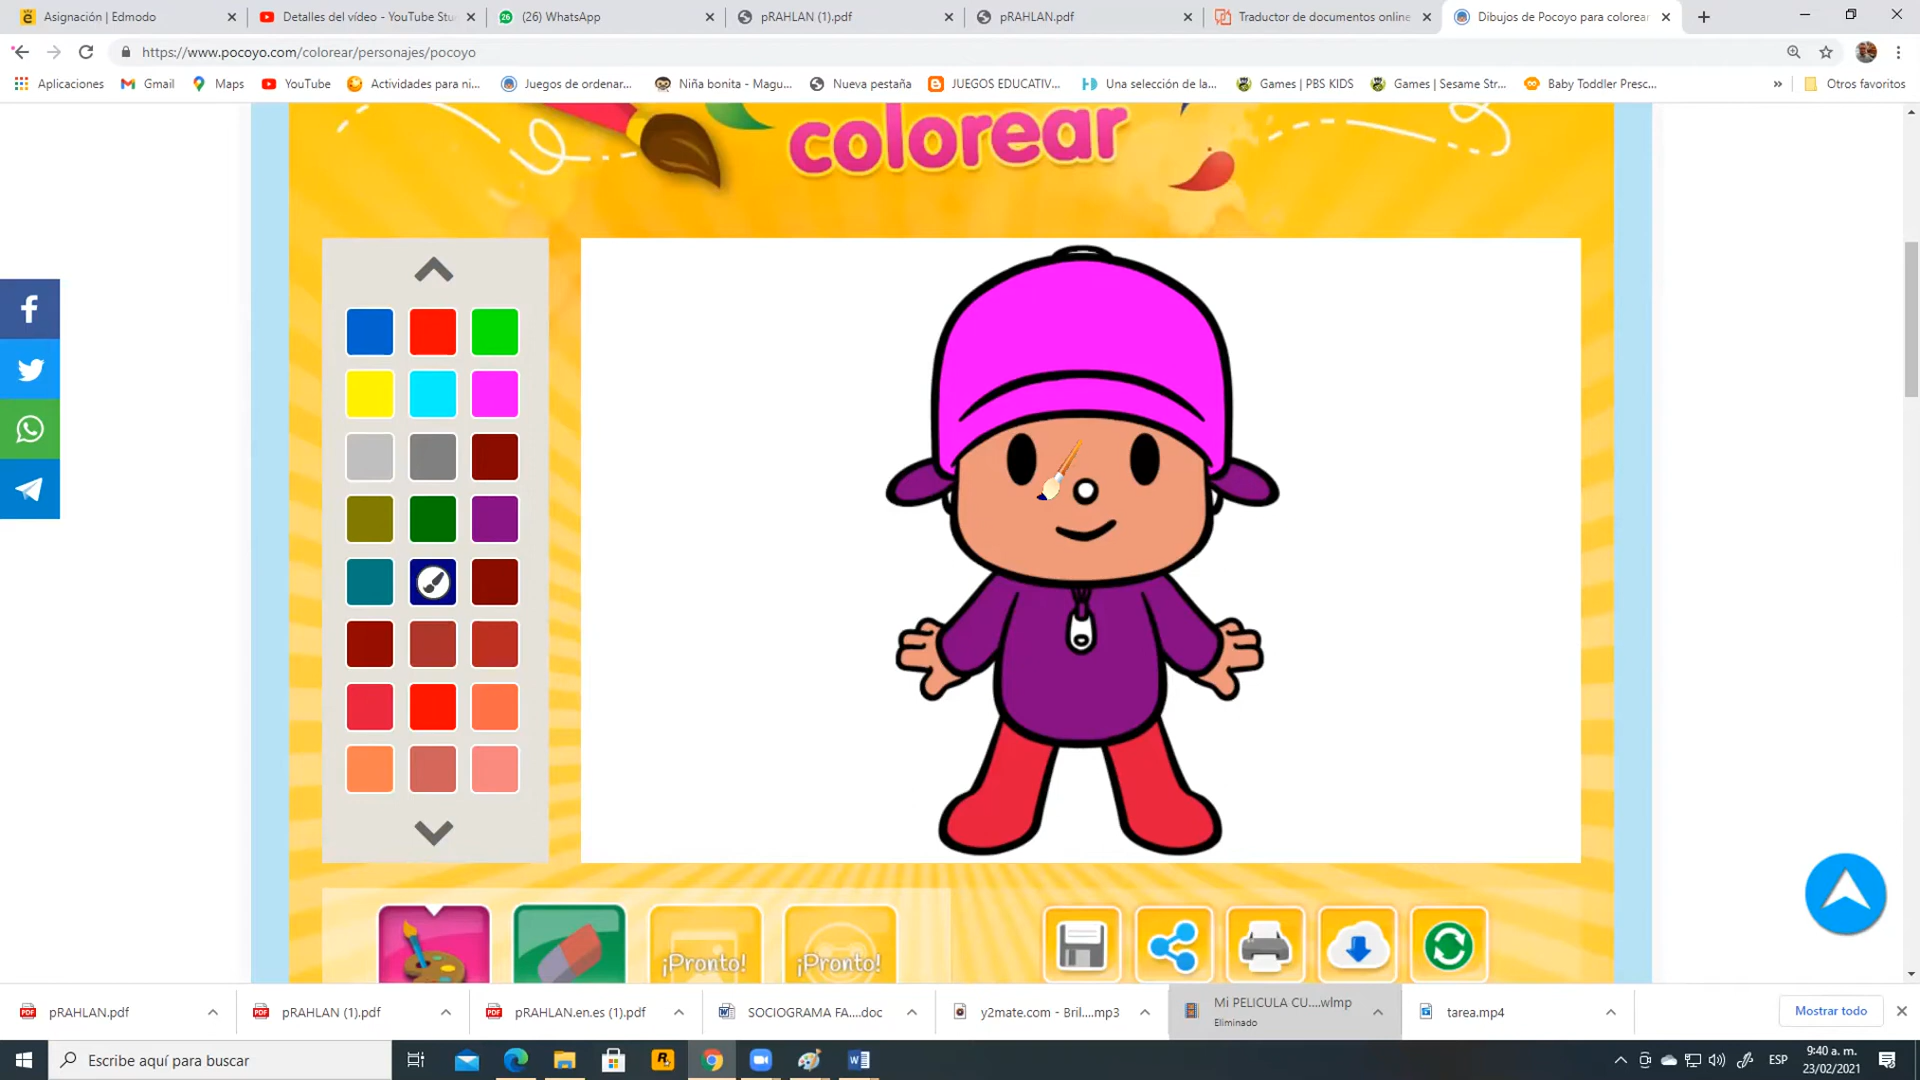 Asignación | Edmodo
Detalles del vídeo - YouTube Stu
(26) WhatsApp
pRAHLAN (1).pdf
pRAHLAN.pdf
Traductor de documentos online
Dibujos de Pocoyo para colorear
https://www.pocoyo.com/colorear/personajes/pocoyo
Aplicaciones
Gmail
Maps
YouTube
Actividades para ni...
Juegos de ordenar...
Niña bonita - Magu...
Nueva pestaña
JUEGOS EDUCATIV...
Una selección de la...
Games | PBS KIDS
Games | Sesame Str...
Baby Toddler Presc...
»
Otros favoritos
colorear
¡Pronto!
¡Pronto!
pRAHLAN.pdf
pRAHLAN (1).pdf
pRAHLAN.en.es (1).pdf
SOCIOGRAMA FA....doc
y2mate.com - Bril....mp3
Mi PELICULA CU....wlmp
Eliminado
tarea.mp4
Mostrar todo
Escribe aquí para buscar
ESP
9:40 a. m.
23/02/2021